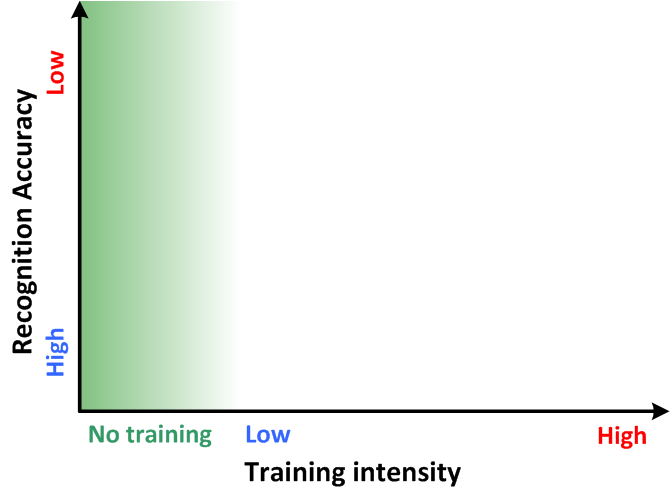 Low
Recognition Accuracy
High
No training
Low
High
Training intensity